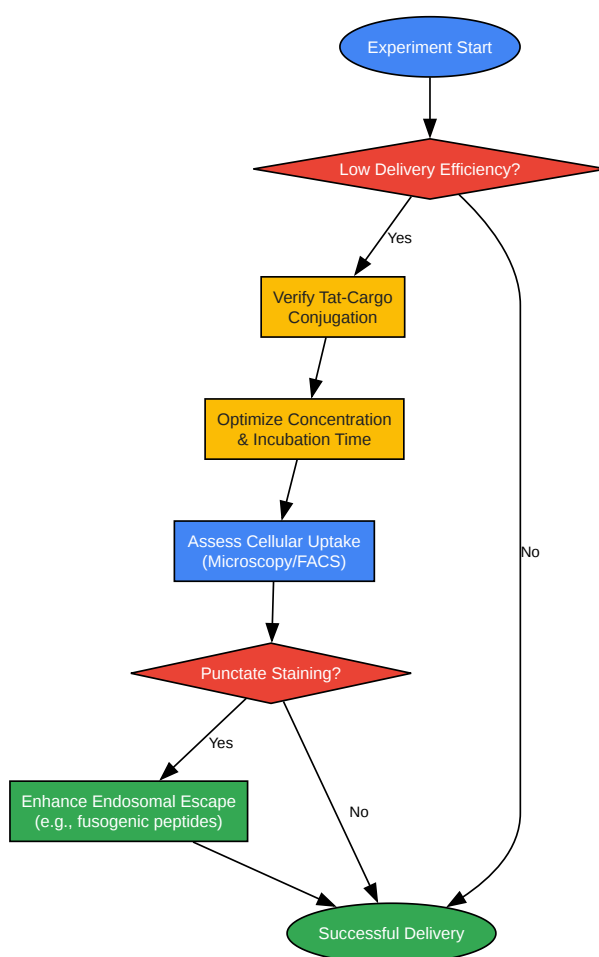 Experiment Start
Low Delivery Efficiency?
Yes
Verify Tat-Cargo
Conjugation
Optimize Concentration
& Incubation Time
Assess Cellular Uptake
(Microscopy/FACS)
No
Punctate Staining?
Yes
Enhance Endosomal Escape
(e.g., fusogenic peptides)
No
Successful Delivery